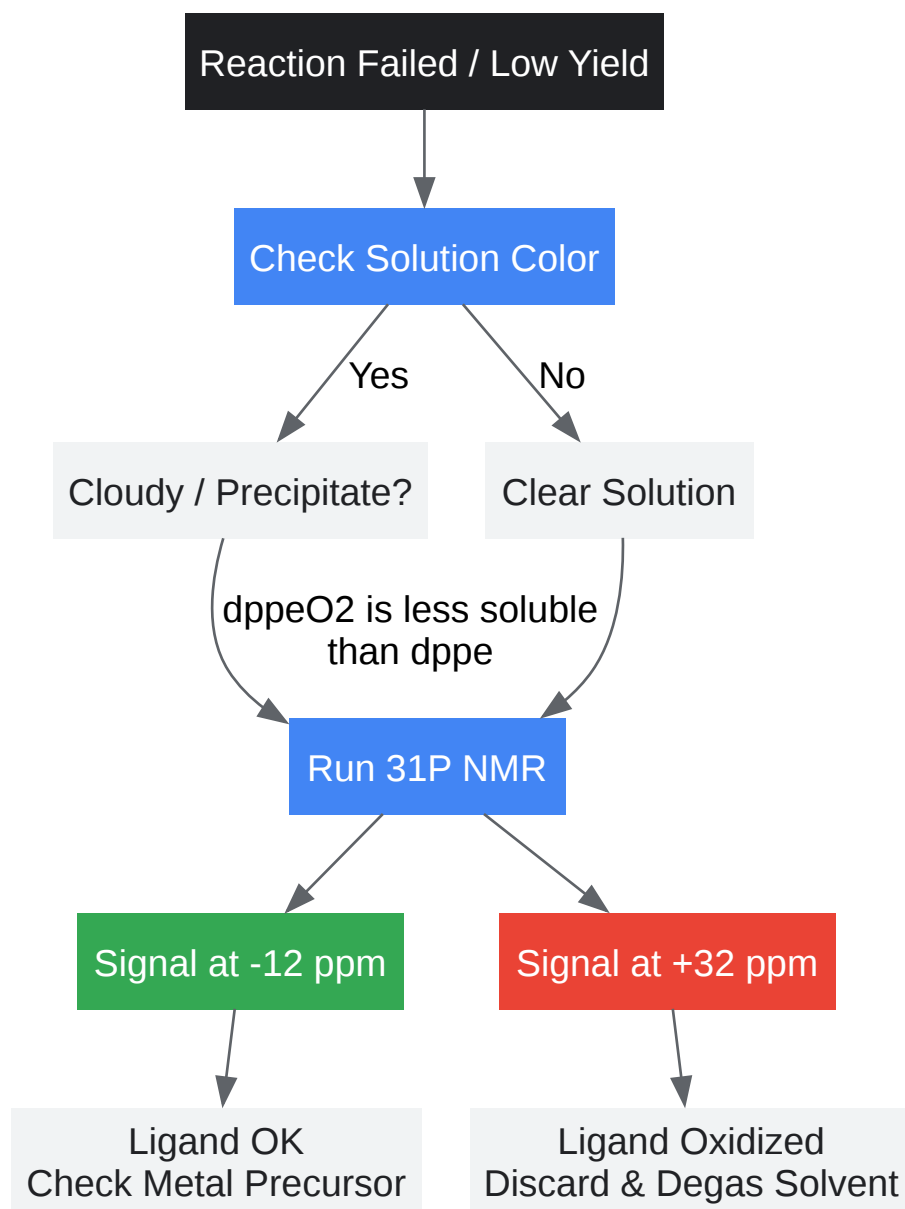 Reaction Failed / Low Yield
Check Solution Color
Yes
No
Cloudy / Precipitate?
Clear Solution
dppeO2 is less soluble
than dppe
Run 31P NMR
Signal at -12 ppm
Signal at +32 ppm
Ligand OK
Check Metal Precursor
Ligand Oxidized
Discard & Degas Solvent